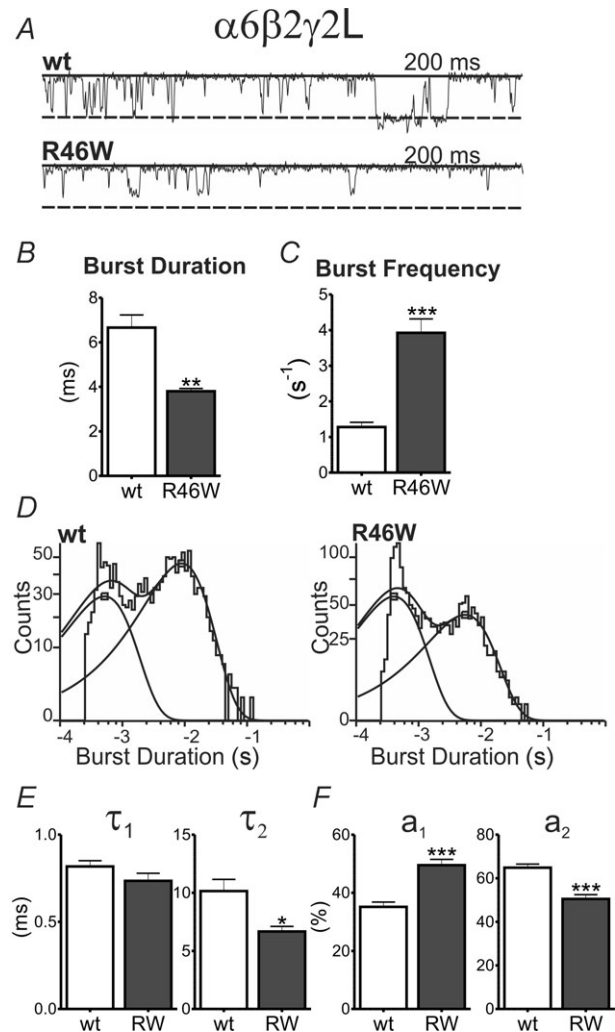 A
α6β2γ2L
wt
200 ms
R46W
200 ms
B
Burst Duration
8
6
4
2
0
(ms)
**
wt R46W
C
Burst Frequency
5
4
3
2
1
0
(s⁻¹)
***
wt R46W
D
wt
50
30
10
0
Counts
-4 -3 -2 -1
Burst Duration (s)
R46W
100
50
25
0
Counts
-4 -3 -2 -1
Burst Duration (s)
E
τ₁
1.0
0.5
0.0
(ms)
wt RW
τ₂
15
10
5
0
*
wt RW
F
a₁
60
40
20
0
(%)
***
wt RW
a₂
80
60
40
20
0
***
wt RW